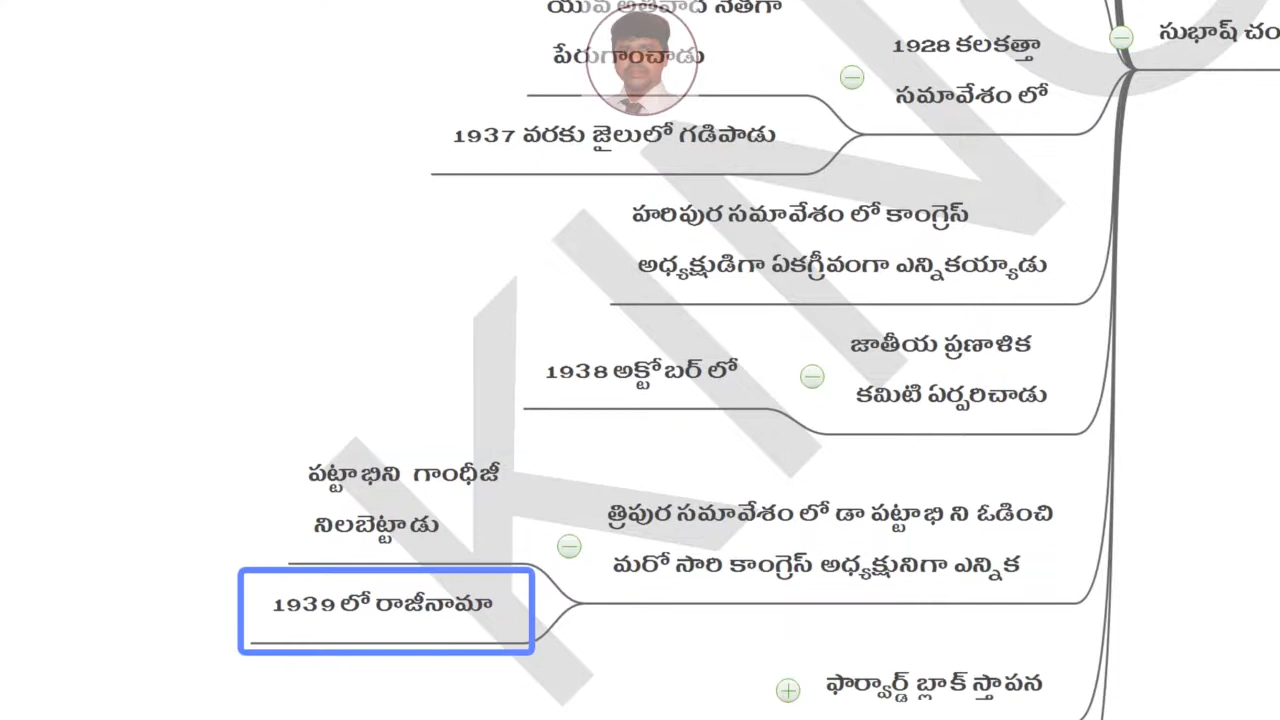 యువ అతివాద నేతగా
పేరుగాంచాడు
1928 కలకత్తా
సమావేశం లో
సుభాష్
1937 వరకు జైలులో గడిపాడు
హరిపుర సమావేశం లో కాంగ్రెస్
అధ్యక్షుడిగా ఏకగ్రీవంగా ఎన్నికయ్యాడు
జాతీయ ప్రణాళిక
కమిటి ఏర్పరిచాడు
1938 అక్టోబర్ లో
త్రిపుర సమావేశం లో డా పట్టాభి ని ఓడించి
మరో సారి కాంగ్రెస్ అధ్యక్షునిగా ఎన్నిక
పట్టాభిని గాంధీజీ
నిలబెట్టాడు
1939 లో రాజీనామా
ఫార్వార్డ్ బ్లాక్ స్తాపన